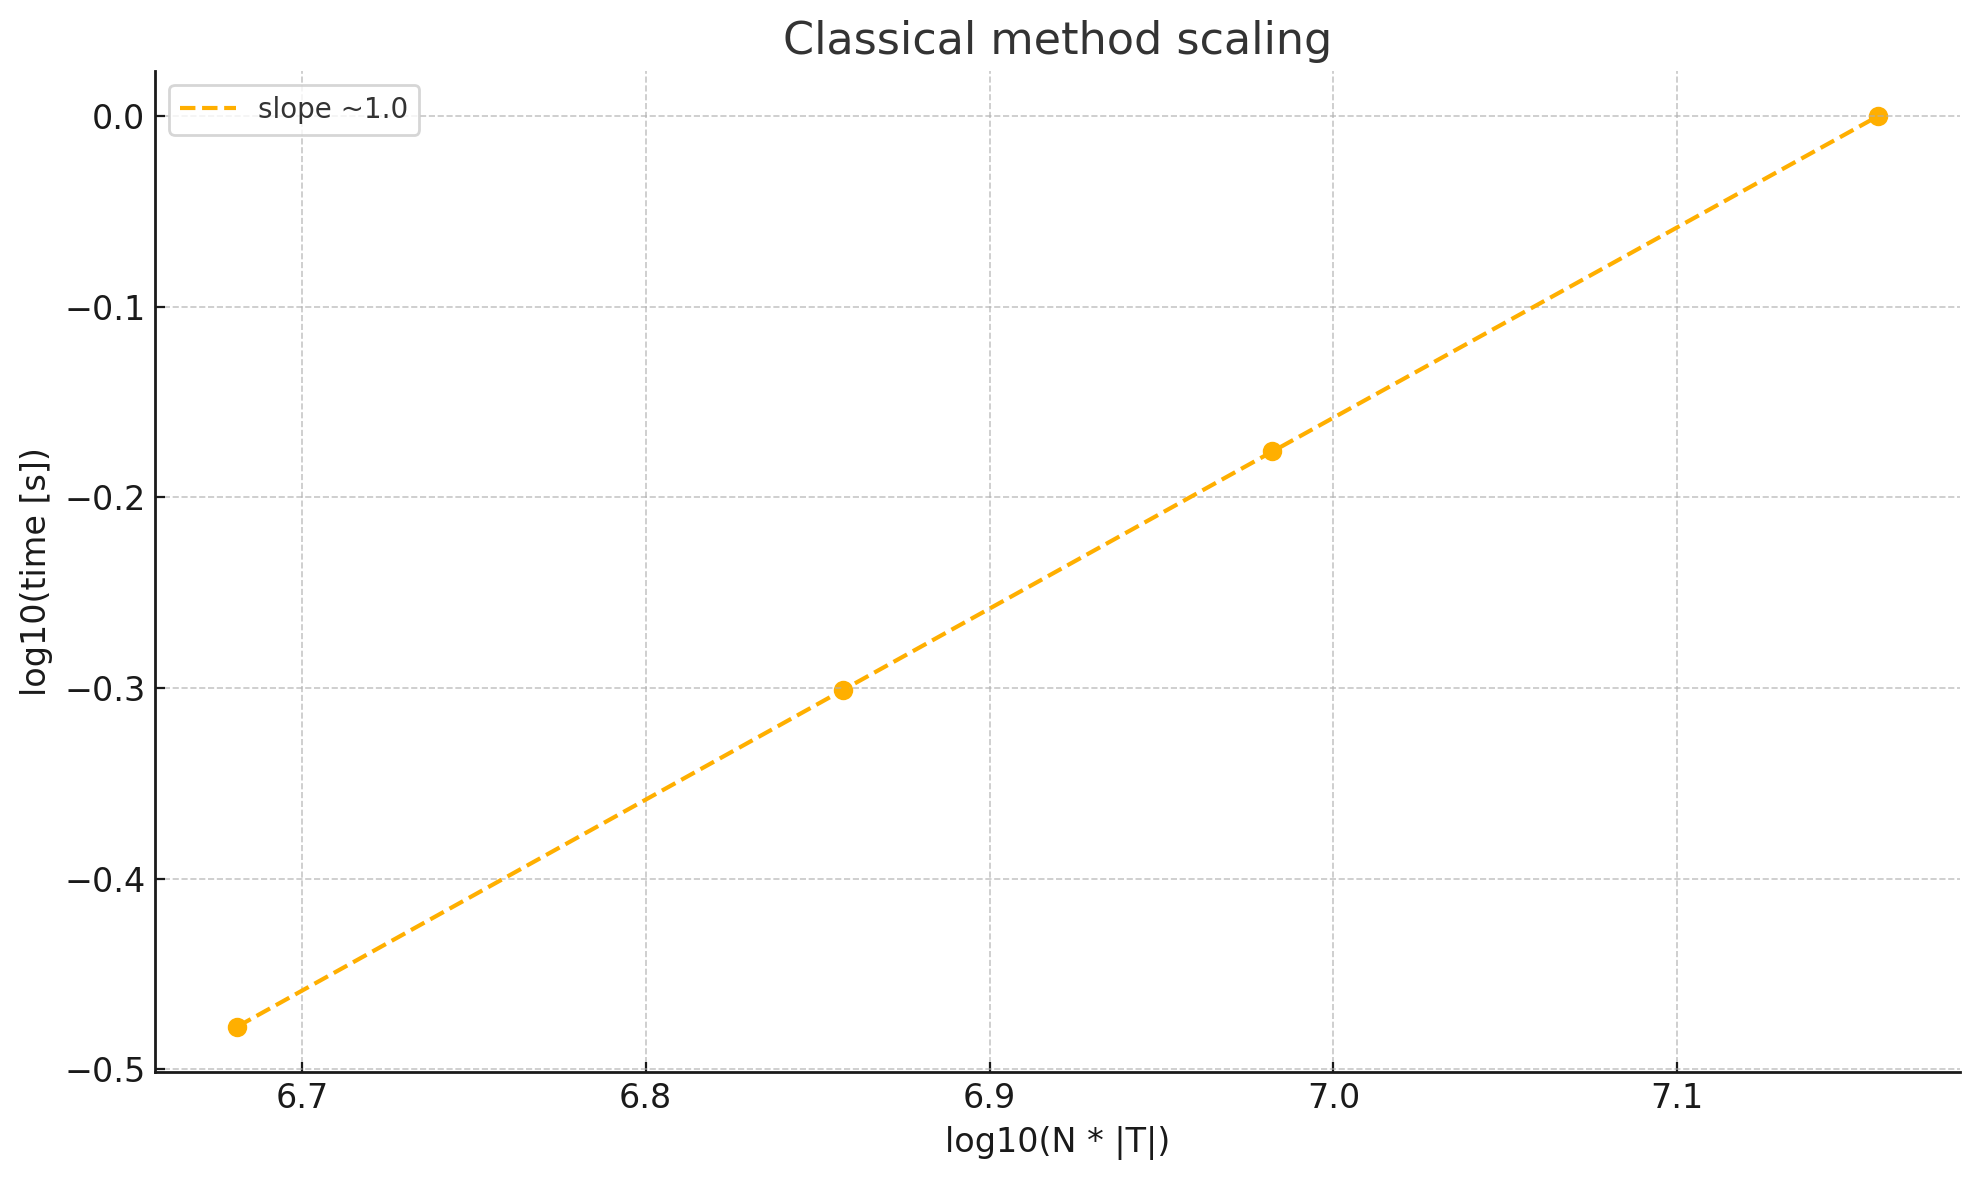 Classical method scaling
slope ~1.0
0.0
−0.1
−0.2
−0.3
−0.4
−0.5
log10(time [s])
6.7 6.8 6.9 7.0 7.1
log10(N * |T|)